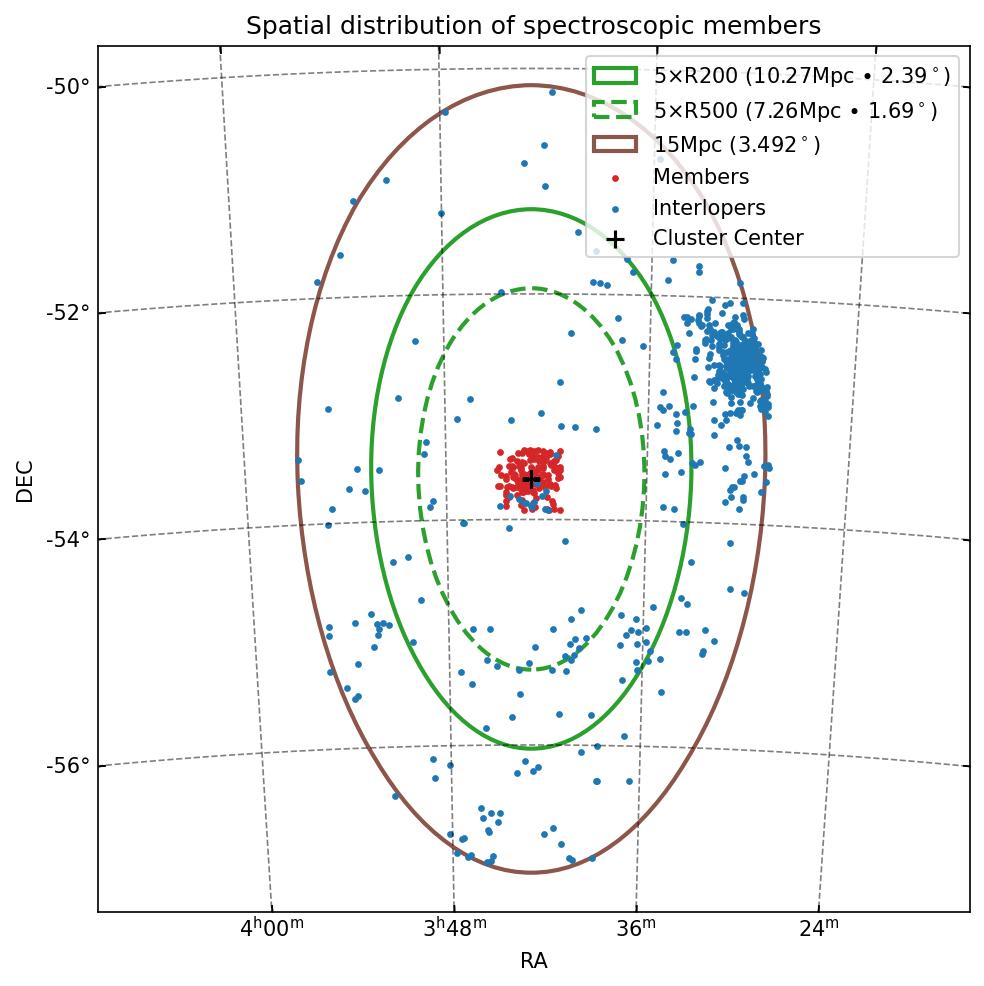 Spatial distribution of spectroscopic members
5×R200 (10.27Mpc • 2.39°)
5×R500 (7.26Mpc • 1.69°)
15Mpc (3.492°)
Members
Interlopers
Cluster Center
-50°
-52°
-54°
-56°
DEC
4ʰ00ᵐ 3ʰ48ᵐ 36ᵐ 24ᵐ
RA